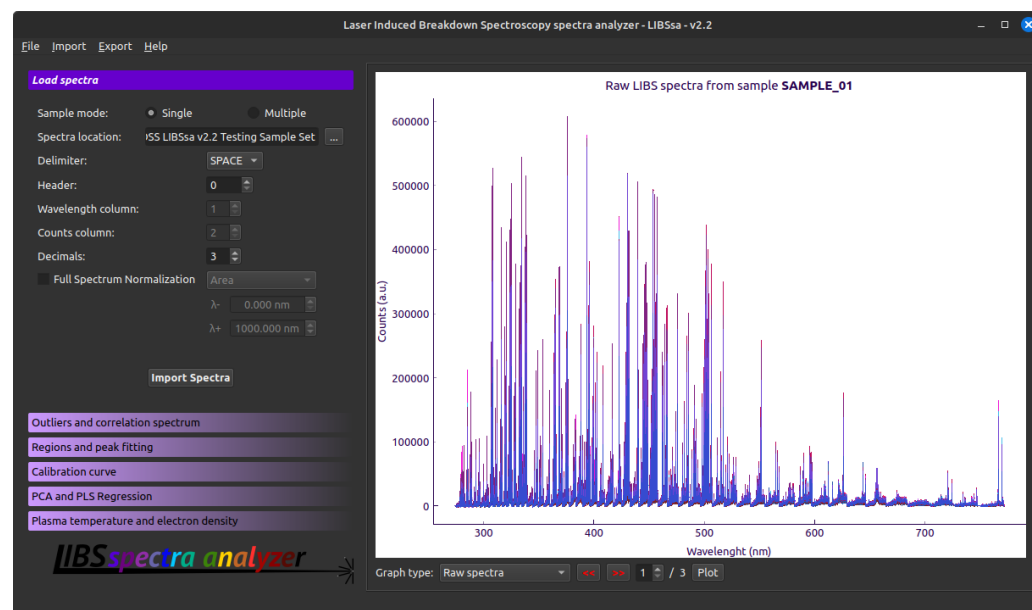 Laser Induced Breakdown Spectroscopy spectra analyzer - LIBSsa - v2.2
File Import Export Help
Load spectra
Sample mode: Single Multiple
Spectra location: OSS LIBSsa v2.2 Testing Sample Set ...
Delimiter: SPACE
Header: 0
Wavelength column: 1
Counts column: 2
Decimals: 3
Full Spectrum Normalization Area
λ- 0.000 nm
λ+ 1000.000 nm
Import Spectra
Outliers and correlation spectrum
Regions and peak fitting
Calibration curve
PCA and PLS Regression
Plasma temperature and electron density
LIBS spectra analyzer
Raw LIBS spectra from sample SAMPLE_01
600000
500000
400000
300000
200000
100000
0
Counts (a.u.)
300 400 500 600 700
Wavelenght (nm)
Graph type: Raw spectra << >> 1 / 3 Plot